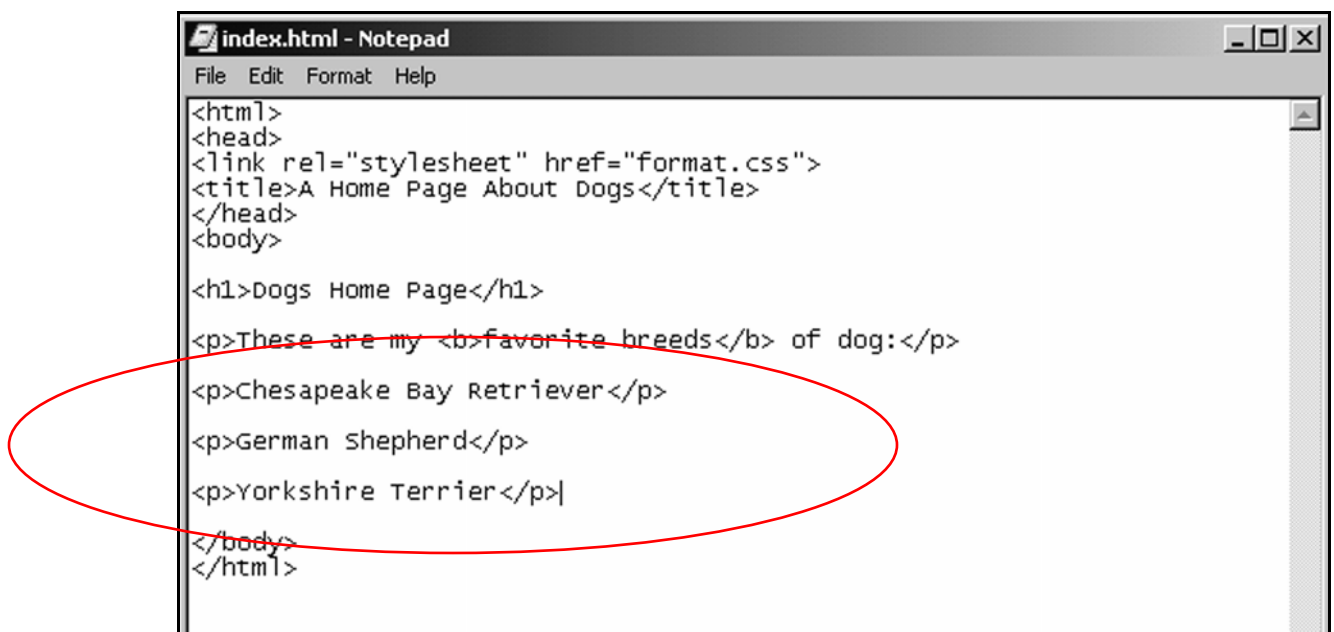 index.html - Notepad
File Edit Format Help
<html>
<head>
<link rel="stylesheet" href="format.css">
<title>A Home Page About Dogs</title>
</head>
<body>
<h1>Dogs Home Page</h1>
<p>These are my <b>favorite breeds</b> of dog:</p>
<p>Chesapeake Bay Retriever</p>
<p>German Shepherd</p>
<p>Yorkshire Terrier</p>
</body>
</html>